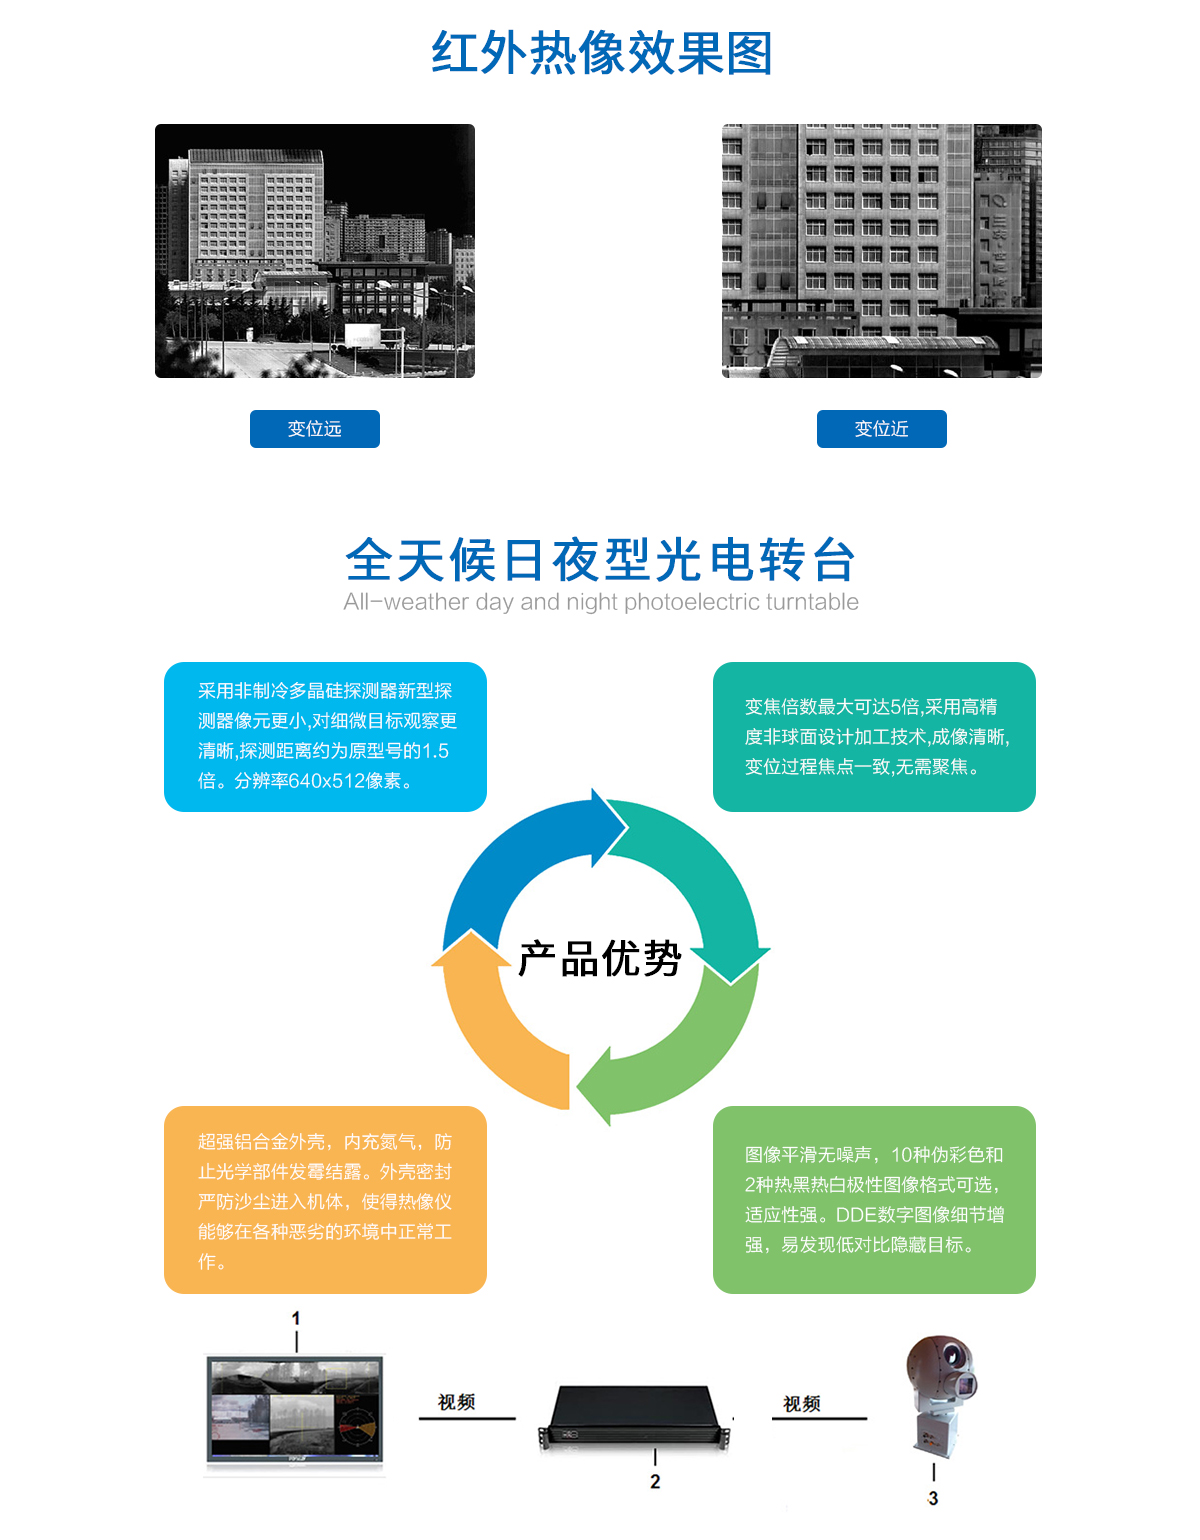 红外热像效果图
变位远
变位近
全天候日夜型光电转台
All-weather day and night photoelectric turntable
采用非制冷多晶硅探测器新型探
测器像元更小,对细微目标观察更
清晰,探测距离约为原型号的1.5
倍。分辨率640x512像素。
变焦倍数最大可达5倍,采用高精
度非球面设计加工技术,成像清晰,
变位过程焦点一致,无需聚焦。
产品优势
超强铝合金外壳，内充氮气，防
止光学部件发霉结露。外壳密封
严防沙尘进入机体，使得热像仪
能够在各种恶劣的环境中正常工
作。
图像平滑无噪声，10种伪彩色和
2种热黑热白极性图像格式可选，
适应性强。DDE数字图像细节增
强，易发现低对比隐藏目标。
1
视频
2
视频
3